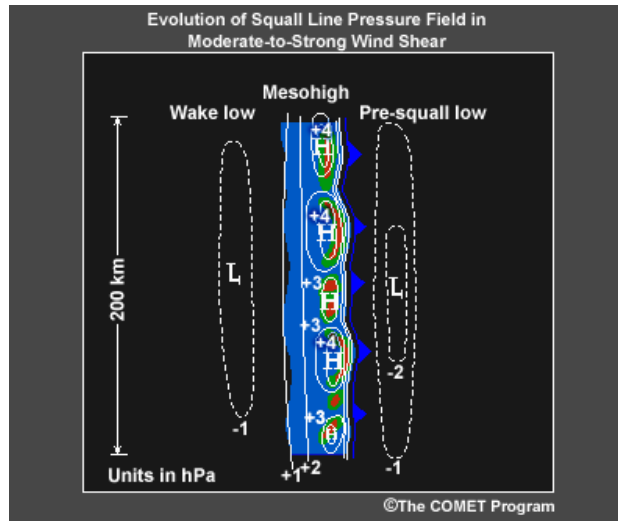 Evolution of Squall Line Pressure Field in
Moderate-to-Strong Wind Shear
Mesohigh
Wake low
Pre-squall low
+4
H
+4
H
L
L
+3
H
200 km
+3
+4
H
-2
+3
H
-1
-1
Units in hPa
+1
+2
©The COMET Program